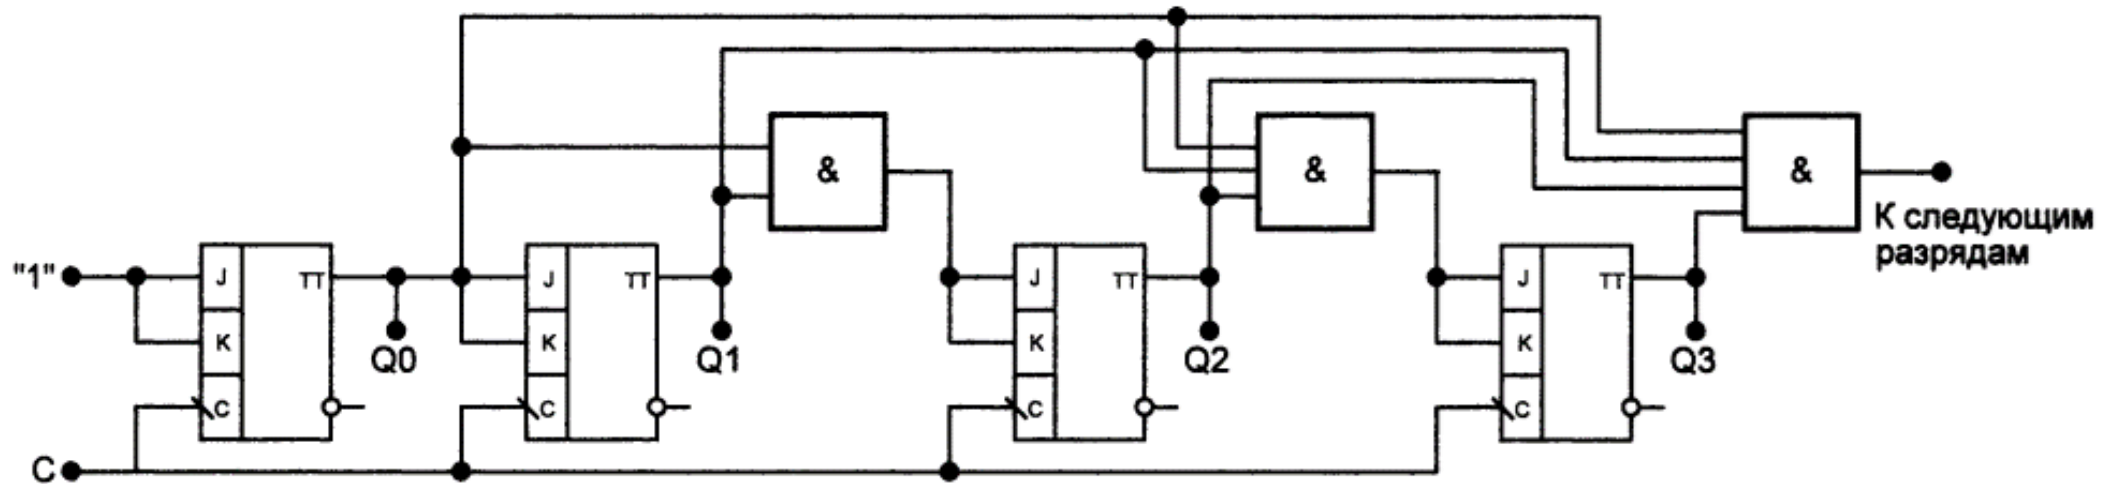 & & &
К следующим
разрядам
"1" J TT J TT J TT J TT
K K K K
Q0 Q1 Q2 Q3
C C C C
C